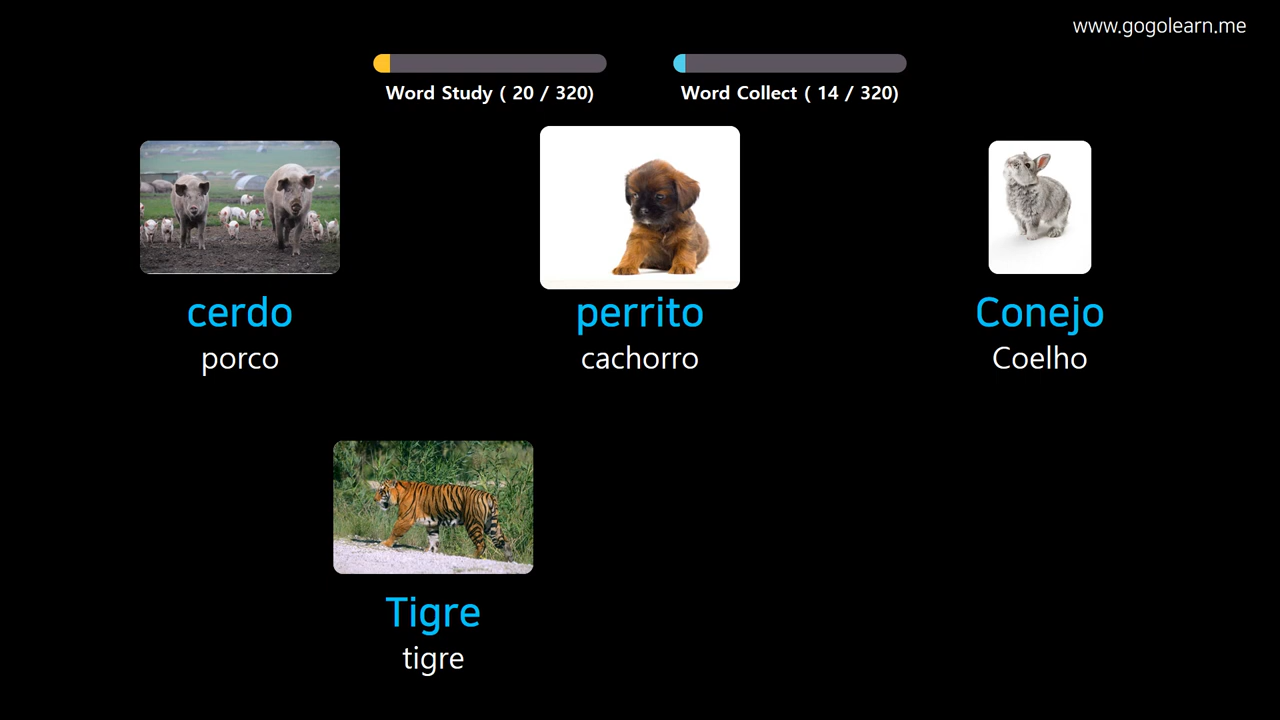 www.gogolearn.me
Word Study ( 20 / 320)
Word Collect ( 14 / 320)
cerdo
porco
perrito
cachorro
Conejo
Coelho
Tigre
tigre